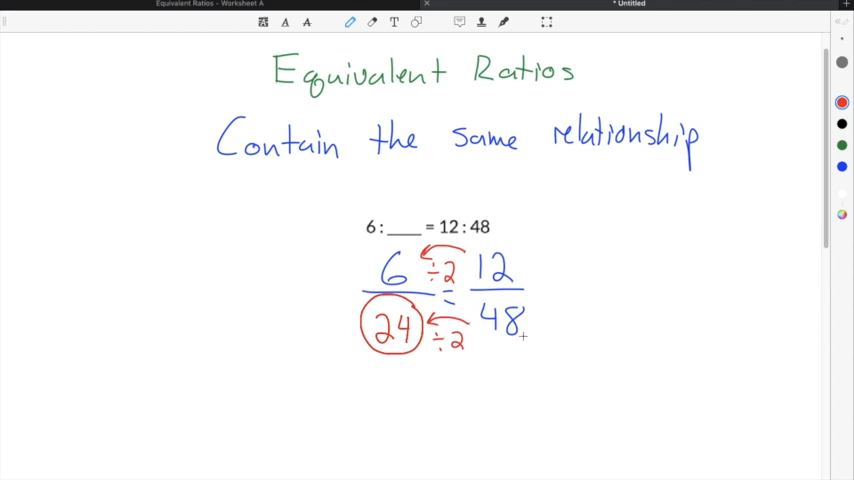 Equivalent Ratios - Worksheet A
* Untitled
Equivalent Ratios
Contain the same relationship
6 : ____ = 12 : 48
6 ÷2 12
=
24 ÷2 48